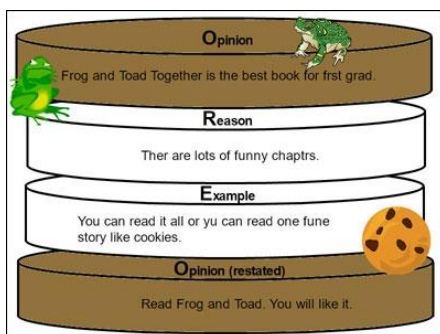 Opinion
Frog and Toad Together is the best book for frst grad.
Reason
Ther are lots of funny chaptrs.
Example
You can read it all or yu can read one fune
story like cookies.
Opinion (restated)
Read Frog and Toad. You will like it.